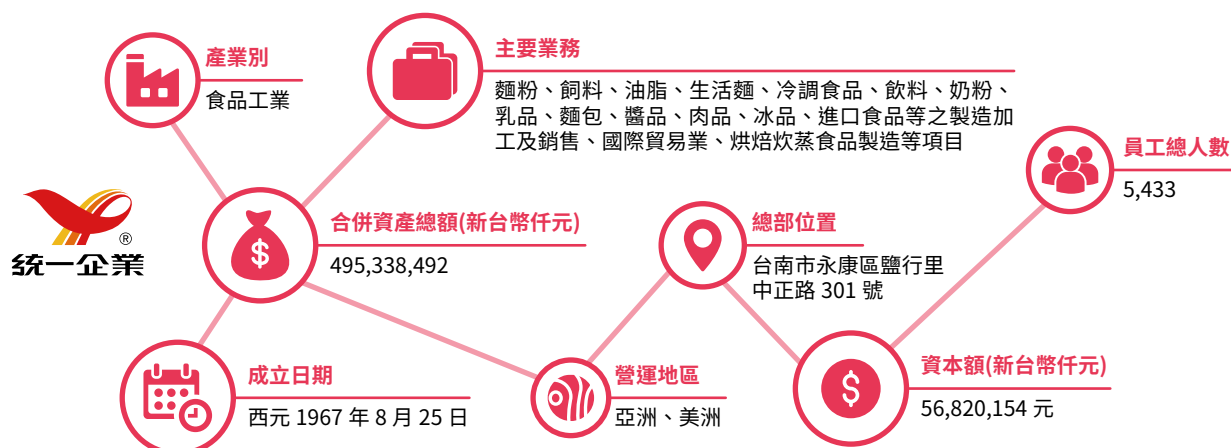 產業別
食品工業
主要業務
麵粉、飼料、油脂、生活麵、冷調食品、飲料、奶粉、
乳品、麵包、醬品、肉品、冰品、進口食品等之製造加
工及銷售、國際貿易業、烘焙炊蒸食品製造等項目
員工總人數
5,433
®
統一企業
$
合併資產總額(新台幣仟元)
495,338,492
總部位置
台南市永康區鹽行里
中正路 301 號
成立日期
西元 1967 年 8 月 25 日
營運地區
亞洲、美洲
$
資本額(新台幣仟元)
56,820,154 元